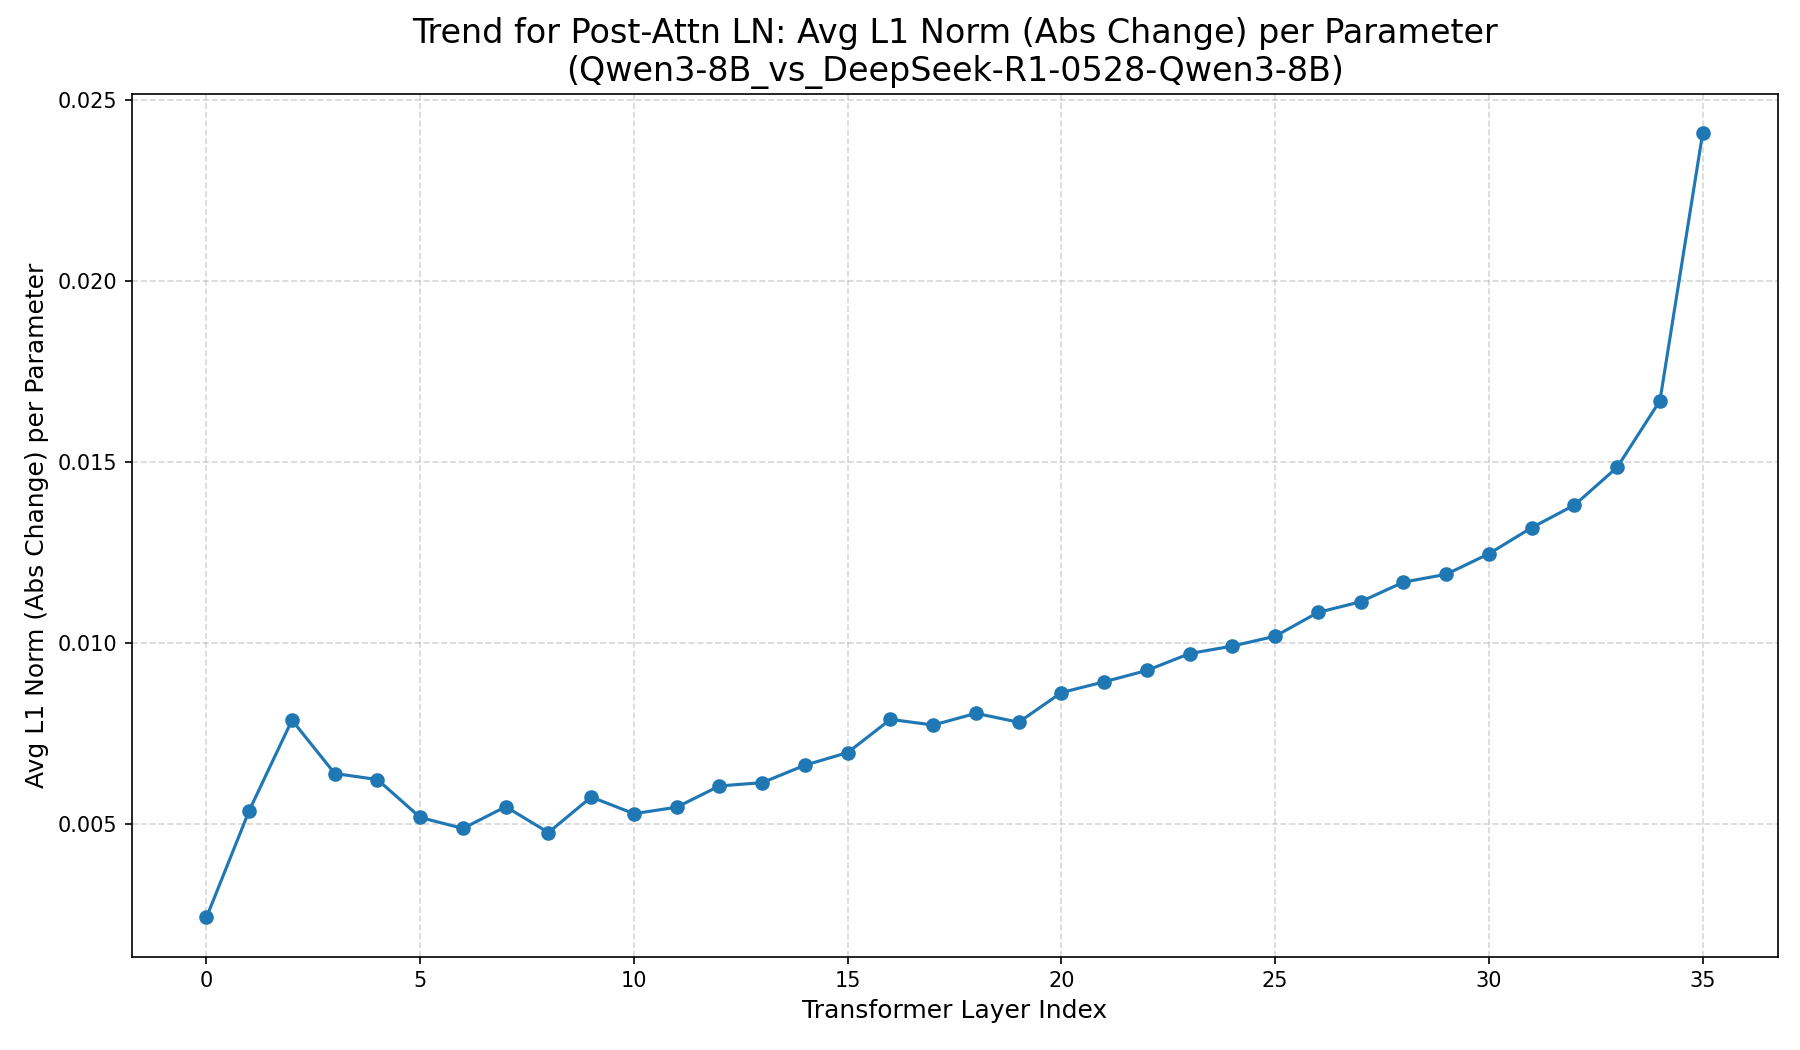 Trend for Post-Attn LN: Avg L1 Norm (Abs Change) per Parameter
(Qwen3-8B_vs_DeepSeek-R1-0528-Qwen3-8B)
Avg L1 Norm (Abs Change) per Parameter
0.025
0.020
0.015
0.010
0.005
0 5 10 15 20 25 30 35
Transformer Layer Index